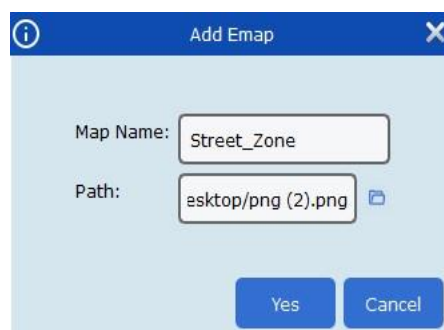 Add Emap
Map Name: Street_Zone
Path: esktop/png (2).png
Yes Cancel